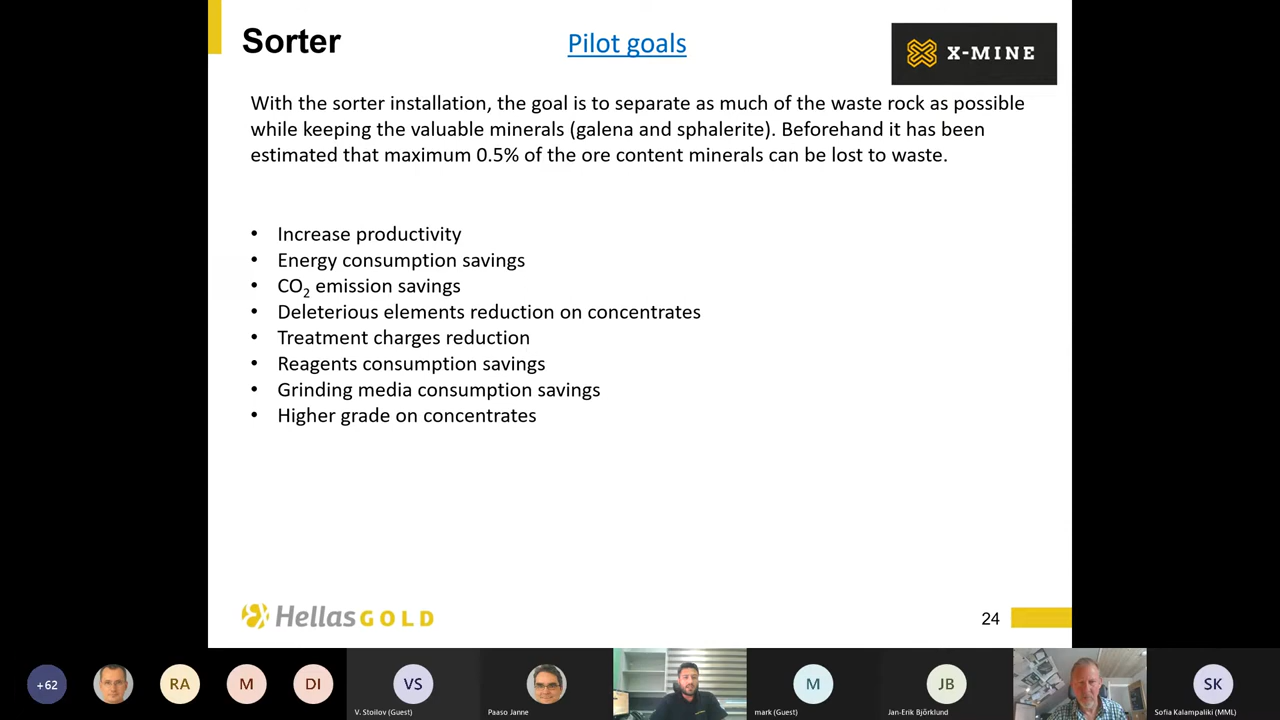 Sorter
Pilot goals
X-MINE
With the sorter installation, the goal is to separate as much of the waste rock as possible
while keeping the valuable minerals (galena and sphalerite). Beforehand it has been
estimated that maximum 0.5% of the ore content minerals can be lost to waste.
• Increase productivity
• Energy consumption savings
• CO₂ emission savings
• Deleterious elements reduction on concentrates
• Treatment charges reduction
• Reagents consumption savings
• Grinding media consumption savings
• Higher grade on concentrates
HellasGOLD
24
+62
RA
M
DI
VS
M
JB
SK
V. Stoilov (Guest)
Paaso Janne
mark (Guest)
Jan-Erik Björklund
Sofia Kalampaliki (MML)